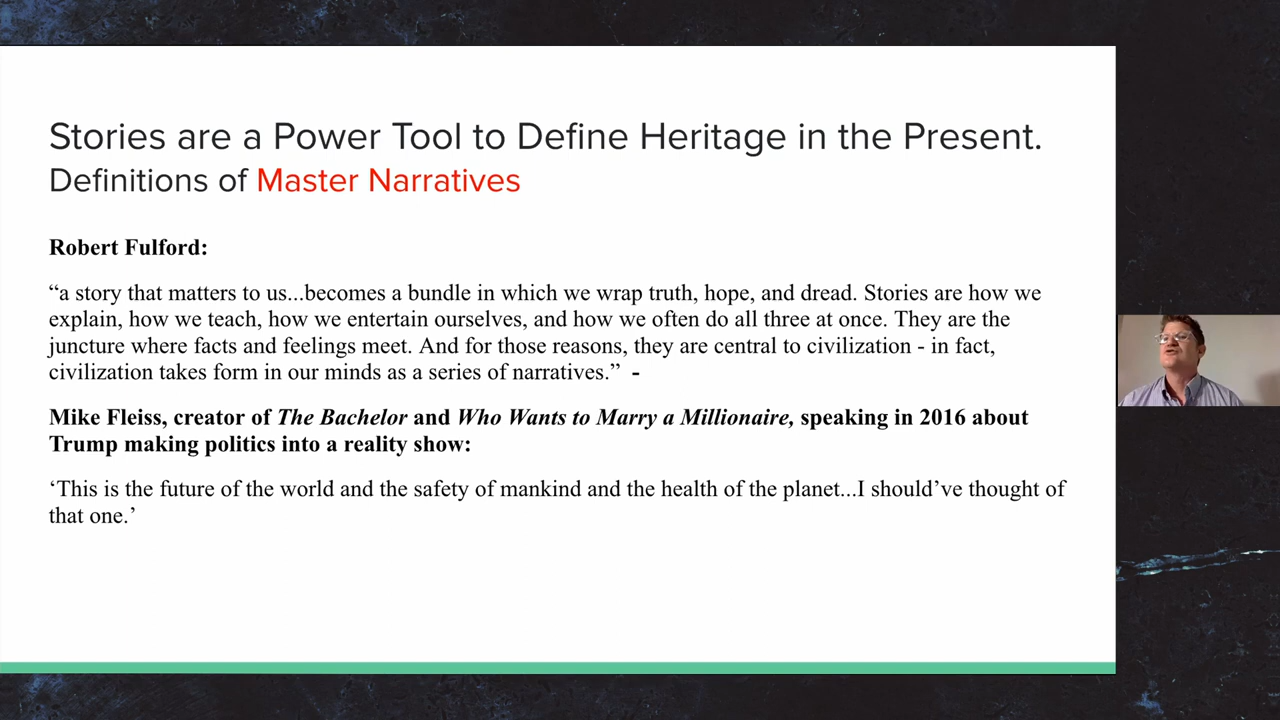 Stories are a Power Tool to Define Heritage in the Present.
Definitions of Master Narratives
Robert Fulford:
“a story that matters to us...becomes a bundle in which we wrap truth, hope, and dread. Stories are how we
explain, how we teach, how we entertain ourselves, and how we often do all three at once. They are the
juncture where facts and feelings meet. And for those reasons, they are central to civilization - in fact,
civilization takes form in our minds as a series of narratives.” -
Mike Fleiss, creator of The Bachelor and Who Wants to Marry a Millionaire, speaking in 2016 about
Trump making politics into a reality show:
‘This is the future of the world and the safety of mankind and the health of the planet...I should’ve thought of
that one.’